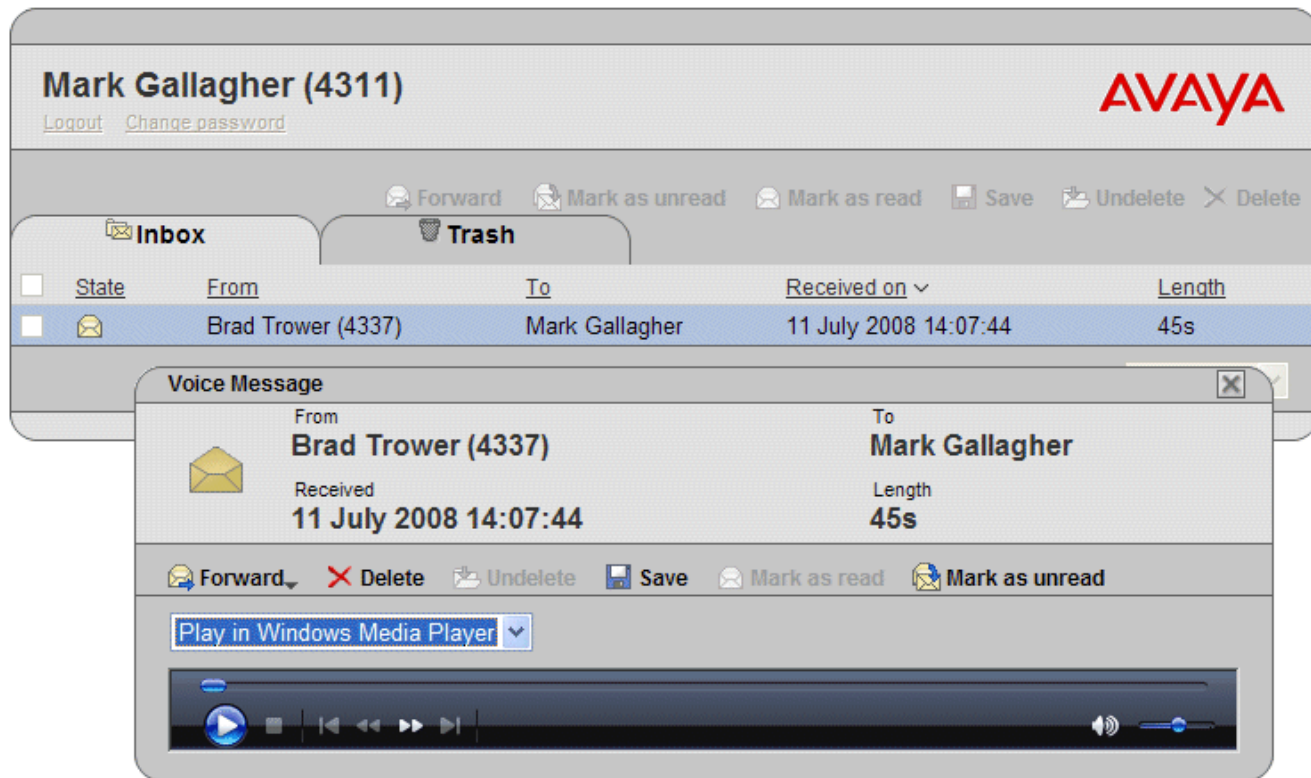 Mark Gallagher (4311)
AVAYA
Logout Change password
Forward Mark as unread Mark as read Save Undelete Delete
Inbox Trash
State From To Received on Length
Brad Trower (4337) Mark Gallagher 11 July 2008 14:07:44 45s
Voice Message
From To
Brad Trower (4337) Mark Gallagher
Received Length
11 July 2008 14:07:44 45s
Forward Delete Undelete Save Mark as read Mark as unread
Play in Windows Media Player